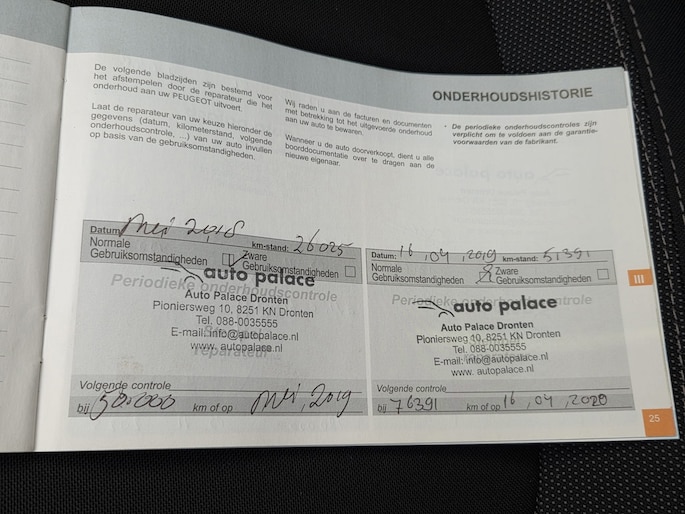 ONDERHOUDSHISTORIE
De volgende bladzijden zijn bestemd voor
het afstempelen door de reparateur die het
onderhoud aan uw PEUGEOT uitvoert.
Laat de reparateur van uw keuze hieronder de
gegevens (datum, kilometerstand, volgende
onderhoudscontrole, ...) van uw auto invullen
op basis van de gebruiksomstandigheden.
Wij raden u aan de facturen en documenten
met betrekking tot het uitgevoerde onderhoud
aan uw auto te bewaren.
Wanneer u de auto doorverkoopt, dient u alle
boorddocumentatie over te dragen aan de
nieuwe eigenaar.
• De periodieke onderhoudscontroles zijn
verplicht om te voldoen aan de garantie-
voorwaarden van de fabrikant.
Datum: mei 2018 km-stand: 26025
Normale
Gebruiksomstandigheden
Zware
Gebruiksomstandigheden
auto palace
Periodieke onderhoudscontrole
Auto Palace Dronten
Pioniersweg 10, 8251 KN Dronten
Tel. 088-0035555
E-mail: info@autopalace.nl
www. autopalace.nl
reparateur
Volgende controle
bij 50.000 km of op mei, 2019
Datum: 16, 04, 2019 km-stand: 51391
Normale
Gebruiksomstandigheden
Zware
Gebruiksomstandigheden
auto palace
Auto Palace Dronten
Pioniersweg 10, 8251 KN Dronten
Tel. 088-0035555
E-mail: info@autopalace.nl
www. autopalace.nl
Volgende controle
bij 76391 km of op 16, 04, 2020
III
25